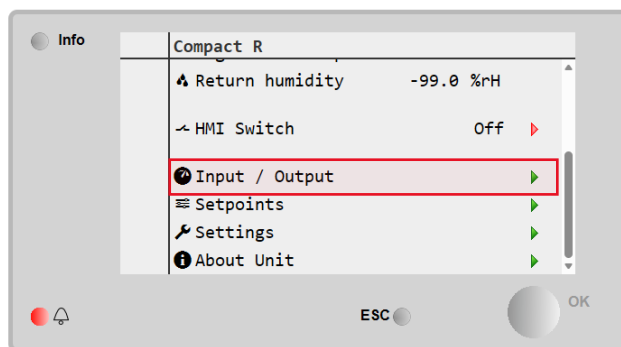 Info
Compact R
Return humidity -99.0 %rH
HMI Switch Off
Input / Output
Setpoints
Settings
About Unit
ESC
OK